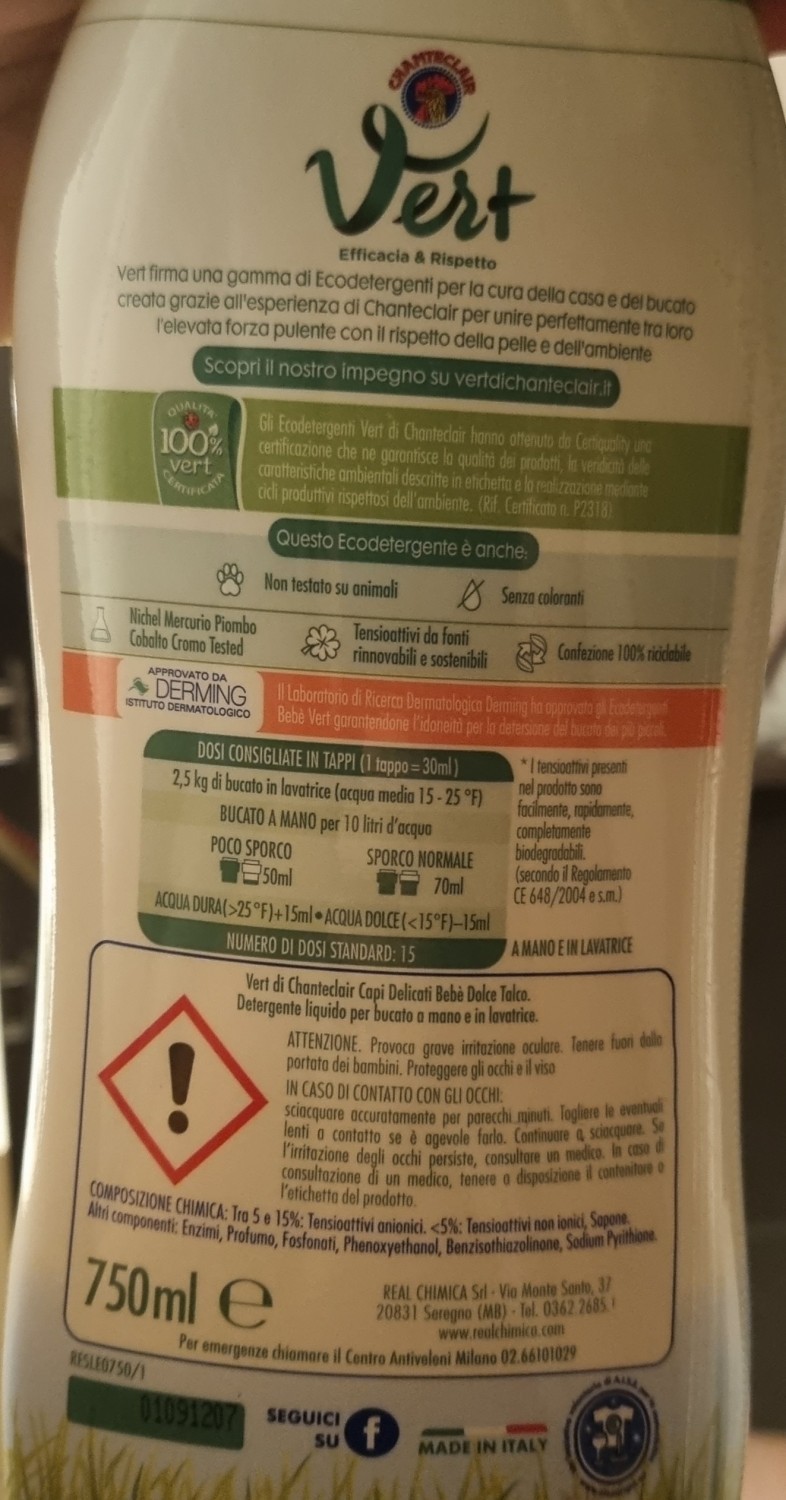 CHANTECLAIR
Vert
Efficacia & Rispetto
Vert firma una gamma di Ecodetergenti per la cura della casa e del bucato
creata grazie all'esperienza di Chanteclair per unire perfettamente tra loro
l'elevata forza pulente con il rispetto della pelle e dell'ambiente
Scopri il nostro impegno su vertdichanteclair.it
QUALITA'
100%
vert
CERTIFICATA
Gli Ecodetergenti Vert di Chanteclair hanno ottenuto da Certiquality una
certificazione che ne garantisce la qualità dei prodotti, la veridicità delle
caratteristiche ambientali descritte in etichetta e la realizzazione mediante
cicli produttivi rispettosi dell'ambiente. (Rif. Certificato n. P2318)
Questo Ecodetergente è anche:
Non testato su animali
Senza coloranti
Nichel Mercurio Piombo
Cobalto Cromo Tested
Tensioattivi da fonti
rinnovabili e sostenibili
Confezione 100% riciclabile
APPROVATO DA
DERMING
ISTITUTO DERMATOLOGICO
Il Laboratorio di Ricerca Dermatologica Derming ha approvato gli Ecodetergenti
Bebè Vert garantendone l'idoneità per la detersione del bucato dei più piccoli.
DOSI CONSIGLIATE IN TAPPI (1 tappo = 30ml)
2,5 kg di bucato in lavatrice (acqua media 15 - 25 °F)
BUCATO A MANO per 10 litri d'acqua
POCO SPORCO
50ml
SPORCO NORMALE
70ml
ACQUA DURA(>25°F)+15ml•ACQUA DOLCE(<15°F)–15ml
NUMERO DI DOSI STANDARD: 15
* I tensioattivi presenti
nel prodotto sono
facilmente, rapidamente,
completamente
biodegradabili.
(secondo il Regolamento
CE 648/2004 e s.m.)
A MANO E IN LAVATRICE
Vert di Chanteclair Capi Delicati Bebè Dolce Talco.
Detergente liquido per bucato a mano e in lavatrice.
ATTENZIONE. Provoca grave irritazione oculare. Tenere fuori dalla
portata dei bambini. Proteggere gli occhi e il viso
IN CASO DI CONTATTO CON GLI OCCHI:
sciacquare accuratamente per parecchi minuti. Togliere le eventuali
lenti a contatto se è agevole farlo. Continuare a sciacquare. Se
l'irritazione degli occhi persiste, consultare un medico. In caso di
consultazione di un medico, tenere a disposizione il contenitore o
l'etichetta del prodotto.
COMPOSIZIONE CHIMICA: Tra 5 e 15%: Tensioattivi anionici. <5%: Tensioattivi non ionici, Sapone.
Altri componenti: Enzimi, Profumo, Fosfonati, Phenoxyethanol, Benzisothiazolinone, Sodium Pyrithione.
750ml e
REAL CHIMICA Srl - Via Monte Santo, 37
20831 Seregno (MB) - Tel. 0362 2685.1
www.realchimica.com
Per emergenze chiamare il Centro Antiveleni Milano 02.66101029
RESLE0750/1
01091207
SEGUICI
SU
f
MADE IN ITALY